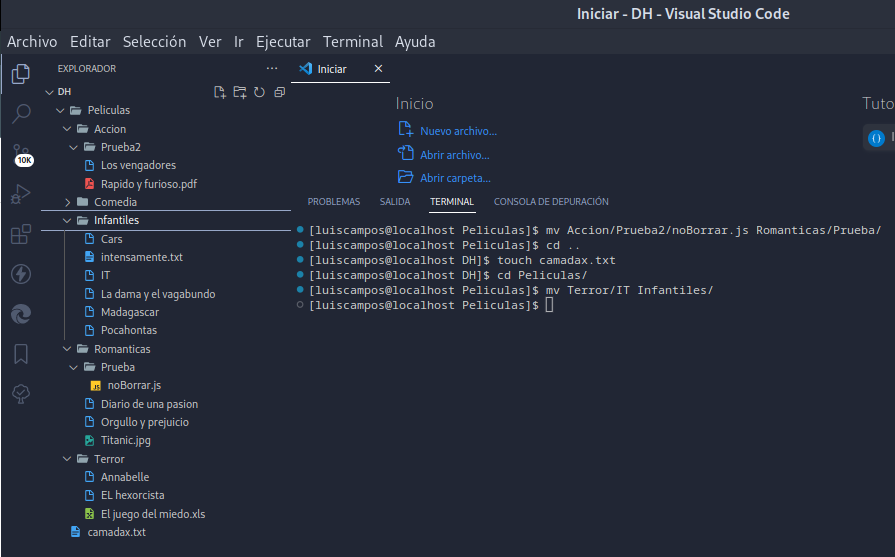 Iniciar - DH - Visual Studio Code
Archivo Editar Selección Ver Ir Ejecutar Terminal Ayuda
EXPLORADOR
DH
Peliculas
Accion
Prueba2
Los vengadores
Rapido y furioso.pdf
Comedia
Infantiles
Cars
intensamente.txt
IT
La dama y el vagabundo
Madagascar
Pocahontas
Romanticas
Prueba
JS noBorrar.js
Diario de una pasion
Orgullo y prejuicio
Titanic.jpg
Terror
Annabelle
EL hexorcista
El juego del miedo.xls
camadax.txt
10K
Iniciar
Inicio
Nuevo archivo...
Abrir archivo...
Abrir carpeta...
Tuto
PROBLEMAS SALIDA TERMINAL CONSOLA DE DEPURACIÓN
[luiscampos@localhost Peliculas]$ mv Accion/Prueba2/noBorrar.js Romanticas/Prueba/
[luiscampos@localhost Peliculas]$ cd ..
[luiscampos@localhost DH]$ touch camadax.txt
[luiscampos@localhost DH]$ cd Peliculas/
[luiscampos@localhost Peliculas]$ mv Terror/IT Infantiles/
[luiscampos@localhost Peliculas]$